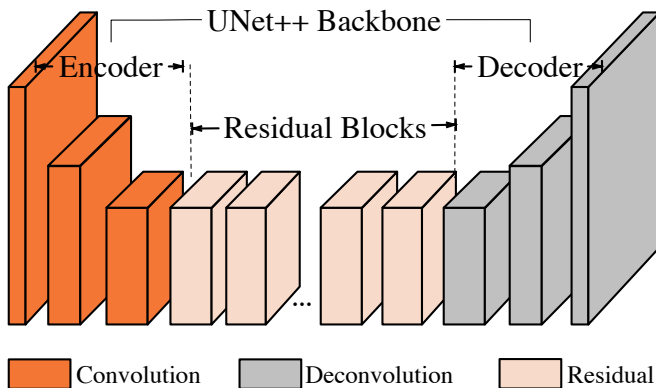 UNet++ Backbone
Encoder
Decoder
Residual Blocks
...
Convolution
Deconvolution
Residual